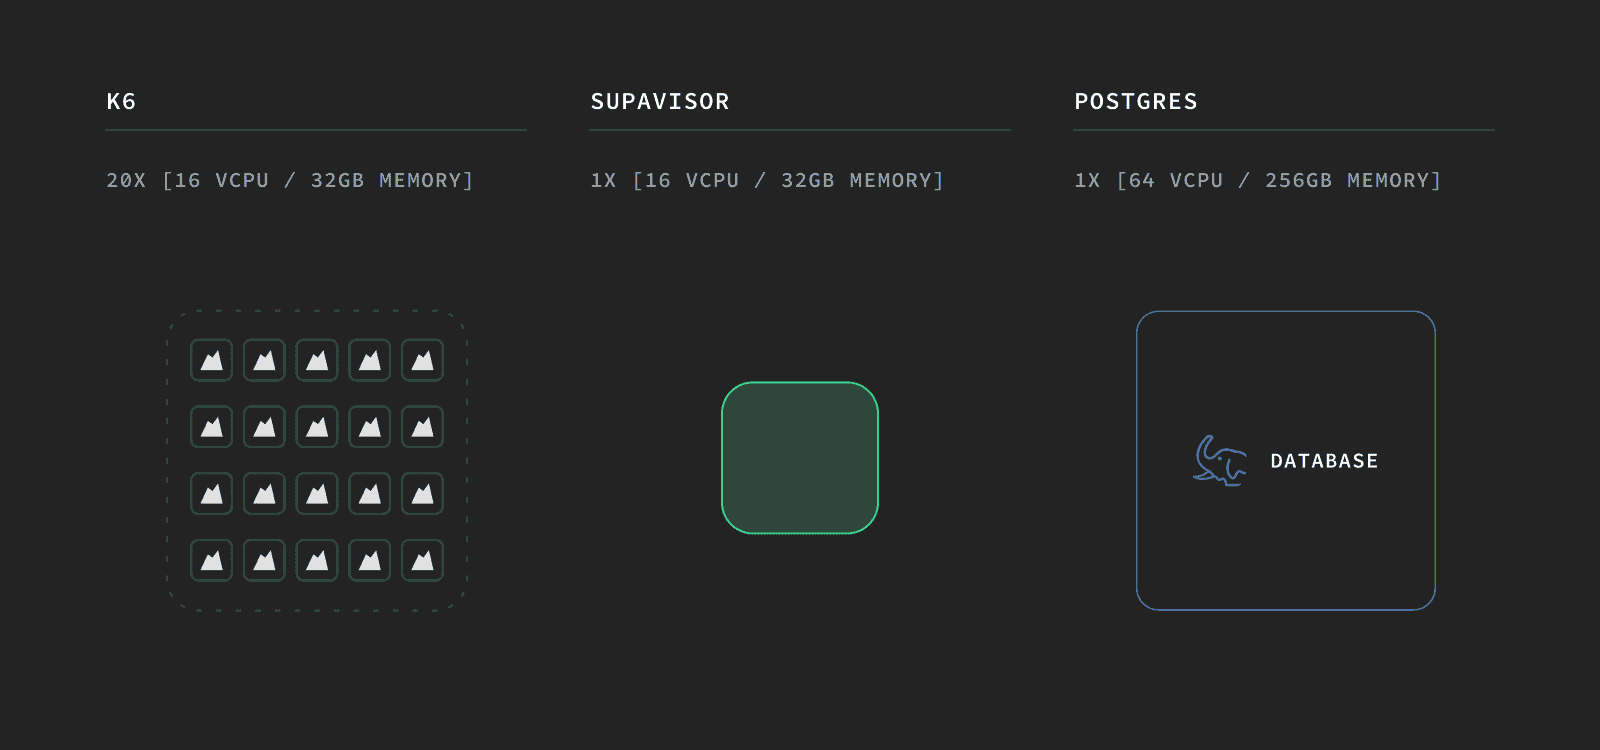 K6
20X [16 VCPU / 32GB MEMORY]
SUPAVISOR
1X [16 VCPU / 32GB MEMORY]
POSTGRES
1X [64 VCPU / 256GB MEMORY]
DATABASE